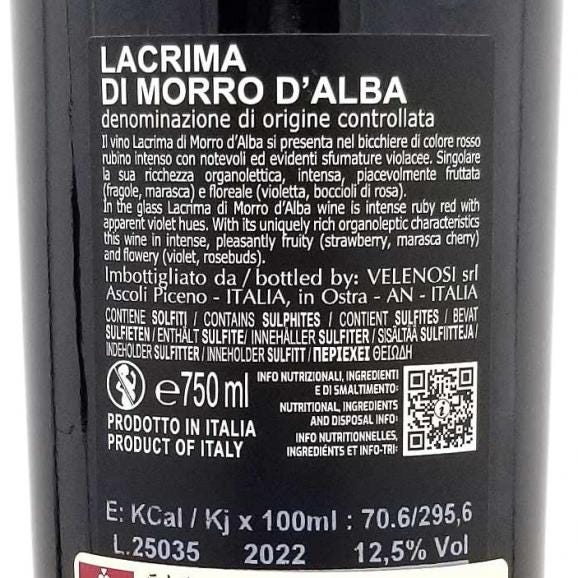 LACRIMA
DI MORRO D'ALBA
denominazione di origine controllata
Il vino Lacrima di Morro d'Alba si presenta nel bicchiere di colore rosso
rubino intenso con notevoli ed evidenti sfumature violacee. Singolare
la sua ricchezza organolettica, intensa, piacevolmente fruttata
(fragole, marasca) e floreale (violetta, boccioli di rosa).
In the glass Lacrima di Morro d'Alba wine is intense ruby red with
apparent violet hues. With its uniquely rich organoleptic characteristics
this wine in intense, pleasantly fruity (strawberry, marasca cherry)
and flowery (violet, rosebuds).
Imbottigliato da / bottled by: VELENOSI srl
Ascoli Piceno - ITALIA, in Ostra - AN - ITALIA
CONTIENE SOLFITI / CONTAINS SULPHITES / CONTIENT SULFITES / BEVAT
SULFIETEN / ENTHÄLT SULFITE/ INNEHÅLLER SULFITER / SISÄLTÄÄ SULFIITTEJA /
INDEHOLDER SULFITTER / INNEHOLDER SULFITT / ΠΕΡΙΕΧΕΙ ΘΕΙΩΔΗ
e750 ml
PRODOTTO IN ITALIA
PRODUCT OF ITALY
INFO NUTRIZIONALI, INGREDIENTI
E DI SMALTIMENTO:
NUTRITIONAL, INGREDIENTS
AND DISPOSAL INFO:
INFO NUTRITIONNELLES,
INGREDIÉNTS ET INFO-TRI:
E: KCal / Kj x 100ml : 70.6/295,6
L.25035 2022 12,5% Vol